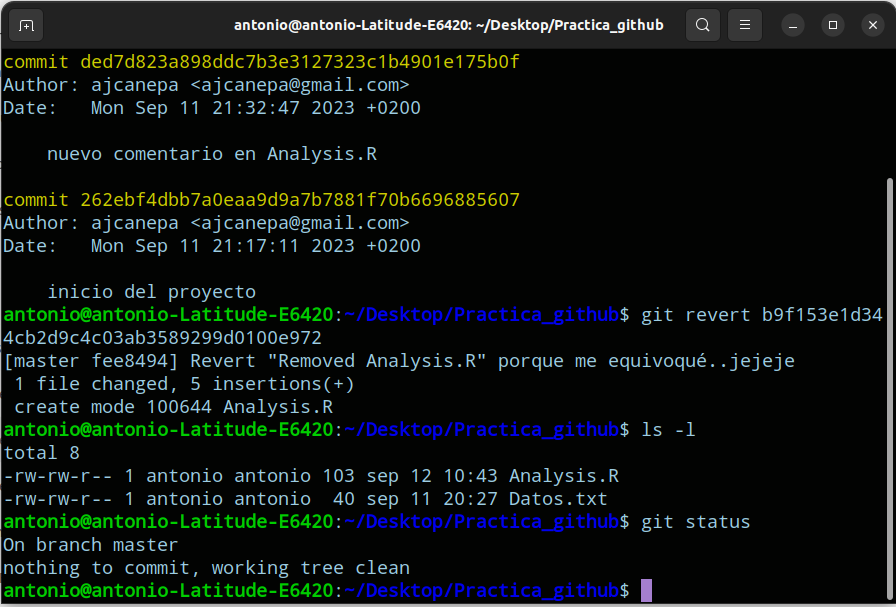 antonio@antonio-Latitude-E6420: ~/Desktop/Practica_github
commit ded7d823a898ddc7b3e3127323c1b4901e175b0f
Author: ajcanepa <ajcanepa@gmail.com>
Date:   Mon Sep 11 21:32:47 2023 +0200
    nuevo comentario en Analysis.R
commit 262ebf4dbb7a0eaa9d9a7b7881f70b6696885607
Author: ajcanepa <ajcanepa@gmail.com>
Date:   Mon Sep 11 21:17:11 2023 +0200
    inicio del proyecto
antonio@antonio-Latitude-E6420:~/Desktop/Practica_github$ git revert b9f153e1d34
4cb2d9c4c03ab3589299d0100e972
[master fee8494] Revert "Removed Analysis.R" porque me equivoqué..jejeje
 1 file changed, 5 insertions(+)
 create mode 100644 Analysis.R
antonio@antonio-Latitude-E6420:~/Desktop/Practica_github$ ls -l
total 8
-rw-rw-r-- 1 antonio antonio 103 sep 12 10:43 Analysis.R
-rw-rw-r-- 1 antonio antonio  40 sep 11 20:27 Datos.txt
antonio@antonio-Latitude-E6420:~/Desktop/Practica_github$ git status
On branch master
nothing to commit, working tree clean
antonio@antonio-Latitude-E6420:~/Desktop/Practica_github$